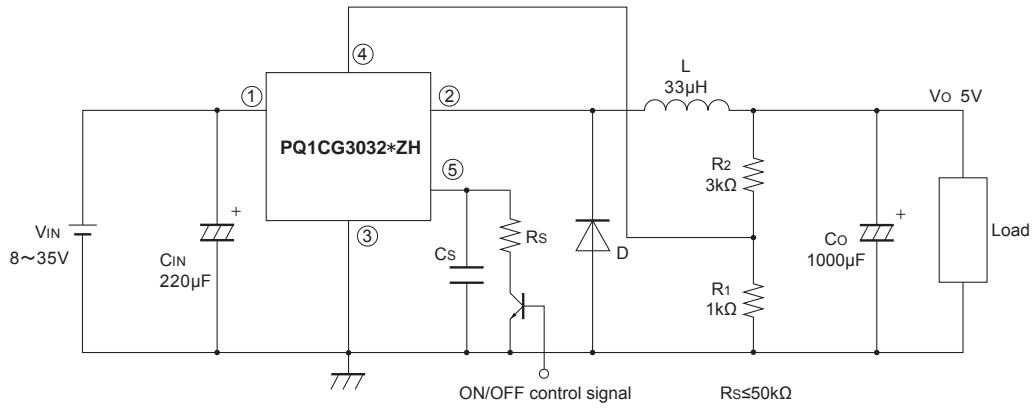 ④
L
33μH
①
②
VO 5V
PQ1CG3032∗ZH
R2
3kΩ
⑤
VIN
8～35V
+
CIN
220μF
③
CS
RS
D
R1
1kΩ
+
CO
1000μF
Load
ON/OFF control signal
RS≤50kΩ